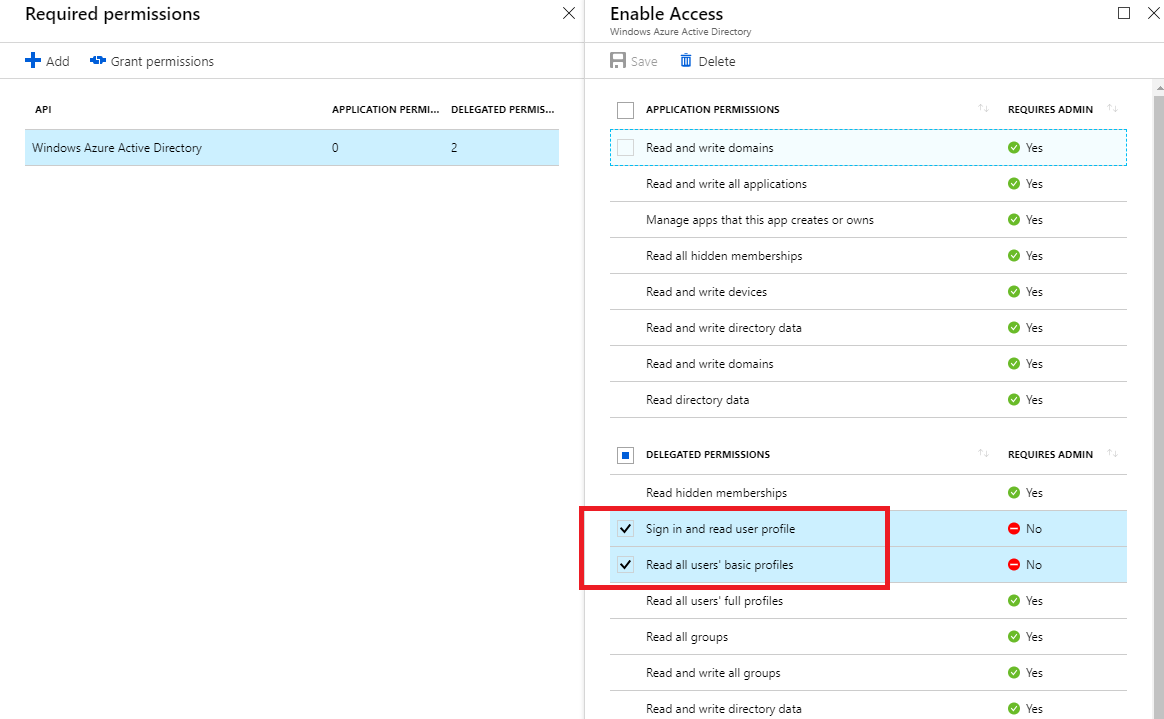 Required permissions
Add Grant permissions
API APPLICATION PERMI... DELEGATED PERMIS...
Windows Azure Active Directory 0 2
Enable Access
Windows Azure Active Directory
Save Delete
APPLICATION PERMISSIONS REQUIRES ADMIN
Read and write domains Yes
Read and write all applications Yes
Manage apps that this app creates or owns Yes
Read all hidden memberships Yes
Read and write devices Yes
Read and write directory data Yes
Read and write domains Yes
Read directory data Yes
DELEGATED PERMISSIONS REQUIRES ADMIN
Read hidden memberships Yes
Sign in and read user profile No
Read all users' basic profiles No
Read all users' full profiles Yes
Read all groups Yes
Read and write all groups Yes
Read and write directory data Yes